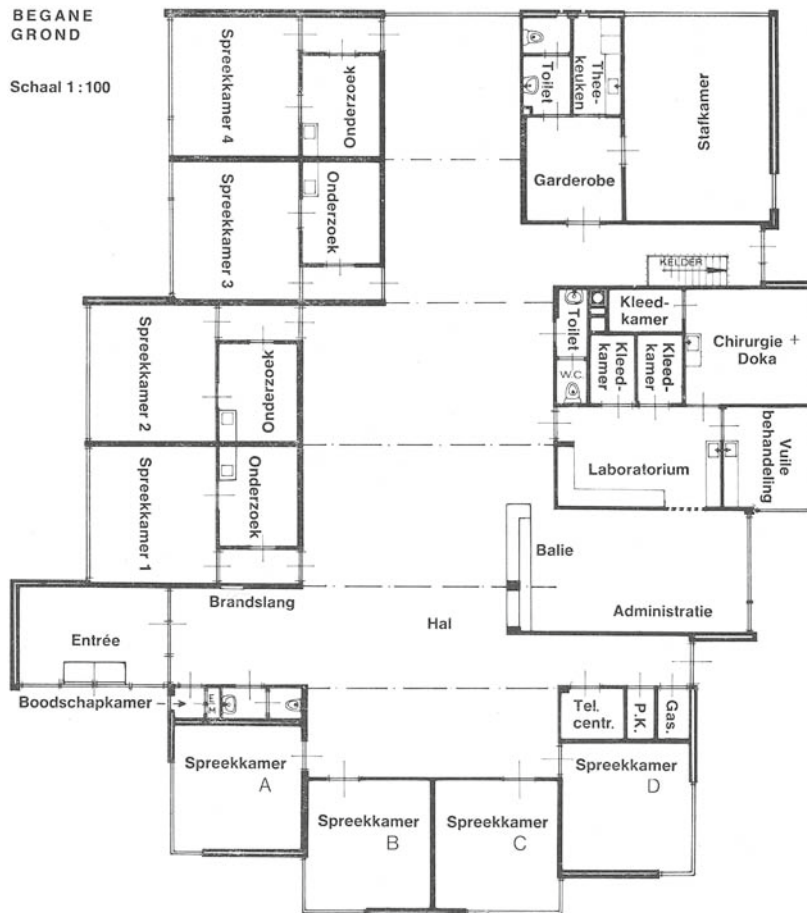 BEGANE
GROND
Schaal 1:100
Spreekkamer 4
Onderzoek
Toilet
Thee-
keuken
Stafkamer
Garderobe
Spreekkamer 3
Onderzoek
KELDER
Spreekkamer 2
Onderzoek
Toilet
W.C.
Kleed-
kamer
Kleed-
kamer
Kleed-
kamer
Chirurgie +
Doka
Spreekkamer 1
Onderzoek
Laboratorium
Vuile
behandeling
Balie
Administratie
Brandslang
Hal
Entrée
Boodschapkamer
E.M.
Tel.
centr.
P.K.
Gas.
Spreekkamer
A
Spreekkamer
B
Spreekkamer
C
Spreekkamer
D